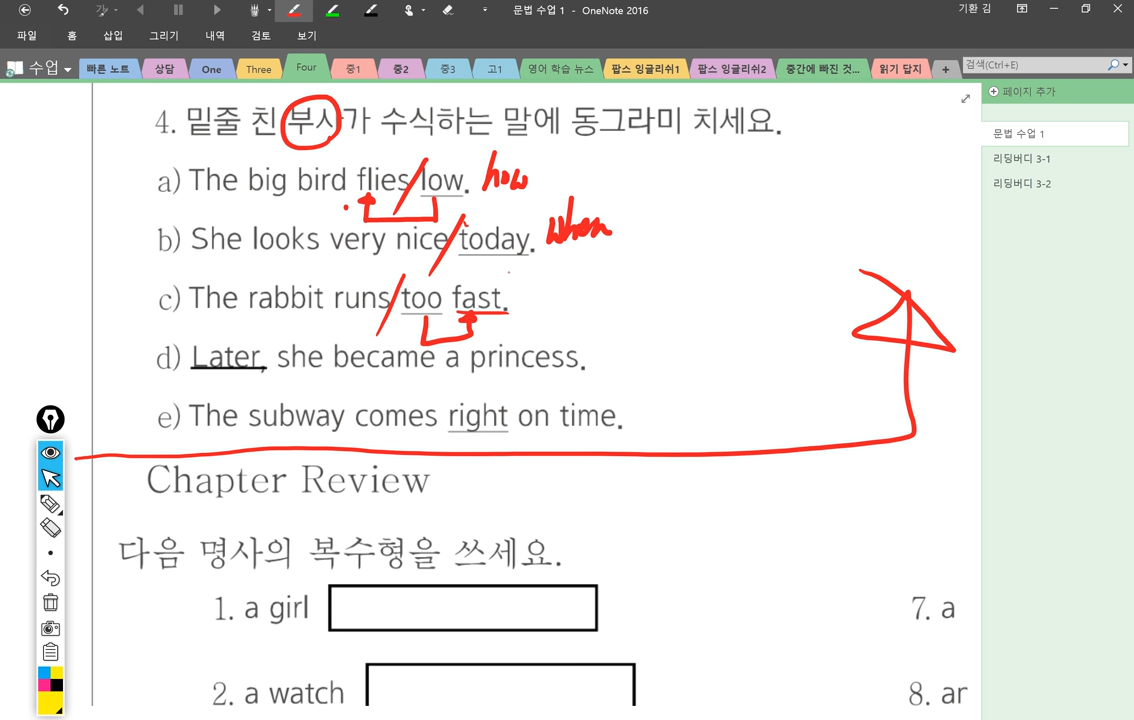 문법 수업 1 - OneNote 2016
기환 김
파일 홈 삽입 그리기 내역 검토 보기
수업 빠른 노트 상담 One Three Four 중1 중2 중3 고1 영어 학습 뉴스 팝스 잉글리쉬1 팝스 잉글리쉬2 중간에 빠진 것... 읽기 답지 + 검색(Ctrl+E)
페이지 추가
문법 수업 1
리딩버디 3-1
리딩버디 3-2
4. 밑줄 친 부사가 수식하는 말에 동그라미 치세요.
a) The big bird flies low. how
b) She looks very nice today. when
c) The rabbit runs too fast.
d) Later, she became a princess.
e) The subway comes right on time.
Chapter Review
다음 명사의 복수형을 쓰세요.
1. a girl 7. a
2. a watch 8. ar